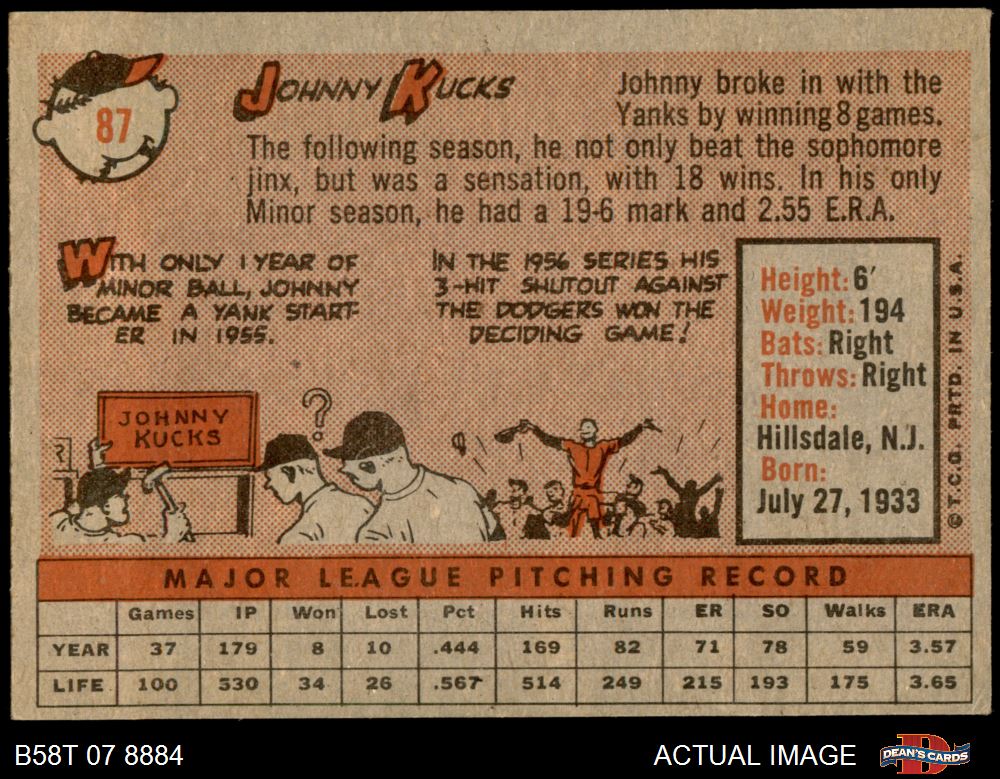 87
JOHNNY KUCKS
Johnny broke in with the
Yanks by winning 8 games.
The following season, he not only beat the sophomore
jinx, but was a sensation, with 18 wins. In his only
Minor season, he had a 19-6 mark and 2.55 E.R.A.
WITH ONLY 1 YEAR OF
MINOR BALL, JOHNNY
BECAME A YANK START-
ER IN 1955.
IN THE 1956 SERIES HIS
3-HIT SHUTOUT AGAINST
THE DODGERS WON THE
DECIDING GAME!
JOHNNY
KUCKS
?
Height: 6'
Weight: 194
Bats: Right
Throws: Right
Home:
Hillsdale, N.J.
Born:
July 27, 1933
© T.C.G. PRTD. IN U.S.A.
MAJOR LEAGUE PITCHING RECORD
Games IP Won Lost Pct Hits Runs ER SO Walks ERA
YEAR 37 179 8 10 .444 169 82 71 78 59 3.57
LIFE 100 530 34 26 .567 514 249 215 193 175 3.65
B58T 07 8884
ACTUAL IMAGE
DEAN'S CARDS